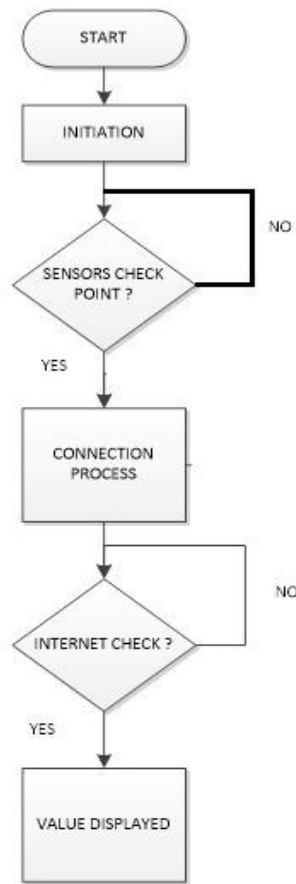 START
INITIATION
NO
SENSORS CHECK
POINT ?
YES
CONNECTION
PROCESS
NO
INTERNET CHECK ?
YES
VALUE DISPLAYED